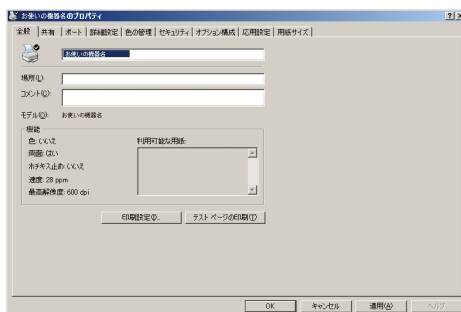 お使いの機器名のプロパティ
全般 共有 ポート 詳細設定 色の管理 セキュリティ オプション構成 応用設定 用紙サイズ
お使いの機器名
場所(L):
コメント(C):
モデル(O): お使いの機器名
機能
色: いいえ 利用可能な用紙:
両面: はい
ホチキス止め: いいえ
速度: 28 ppm
最高解像度: 600 dpi
印刷設定(I)... テスト ページの印刷(T)
OK キャンセル 適用(A) ヘルプ